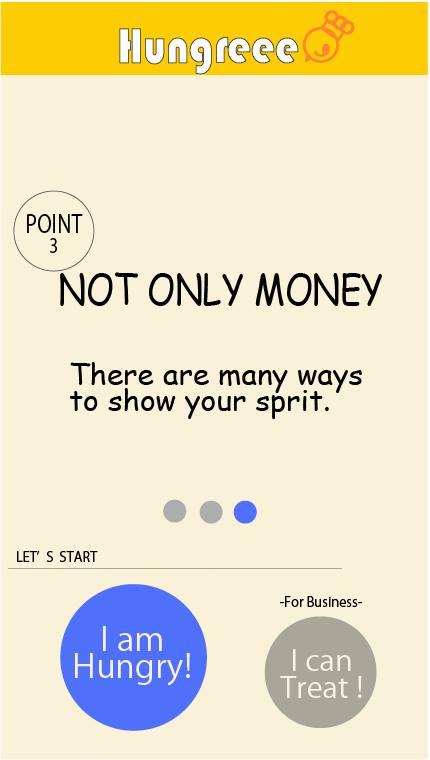 Hungreee
POINT
3
NOT ONLY MONEY
There are many ways
to show your sprit.
LET' S START
-For Business-
I am
Hungry!
I can
Treat !